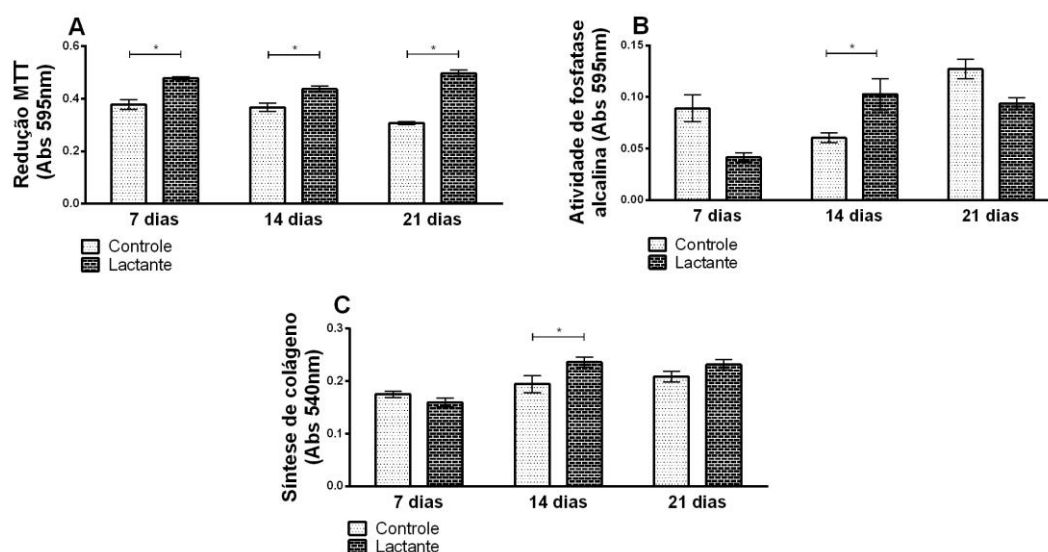 A
Redução MTT
(Abs 595nm)
0.6
0.4
0.2
0.0
*
*
*
7 dias
14 dias
21 dias
Controle
Lactante
B
Atividade de fosfatase
alcalina (Abs 595nm)
0.15
0.10
0.05
0.00
*
7 dias
14 dias
21 dias
Controle
Lactante
C
Síntese de colágeno
(Abs 540nm)
0.3
0.2
0.1
0.0
*
7 dias
14 dias
21 dias
Controle
Lactante